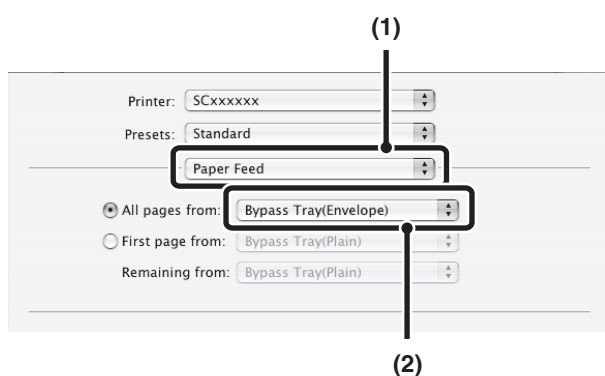 (1)
Printer: SCxxxxxx
Presets: Standard
Paper Feed
All pages from: Bypass Tray(Envelope)
First page from: Bypass Tray(Plain)
Remaining from: Bypass Tray(Plain)
(2)